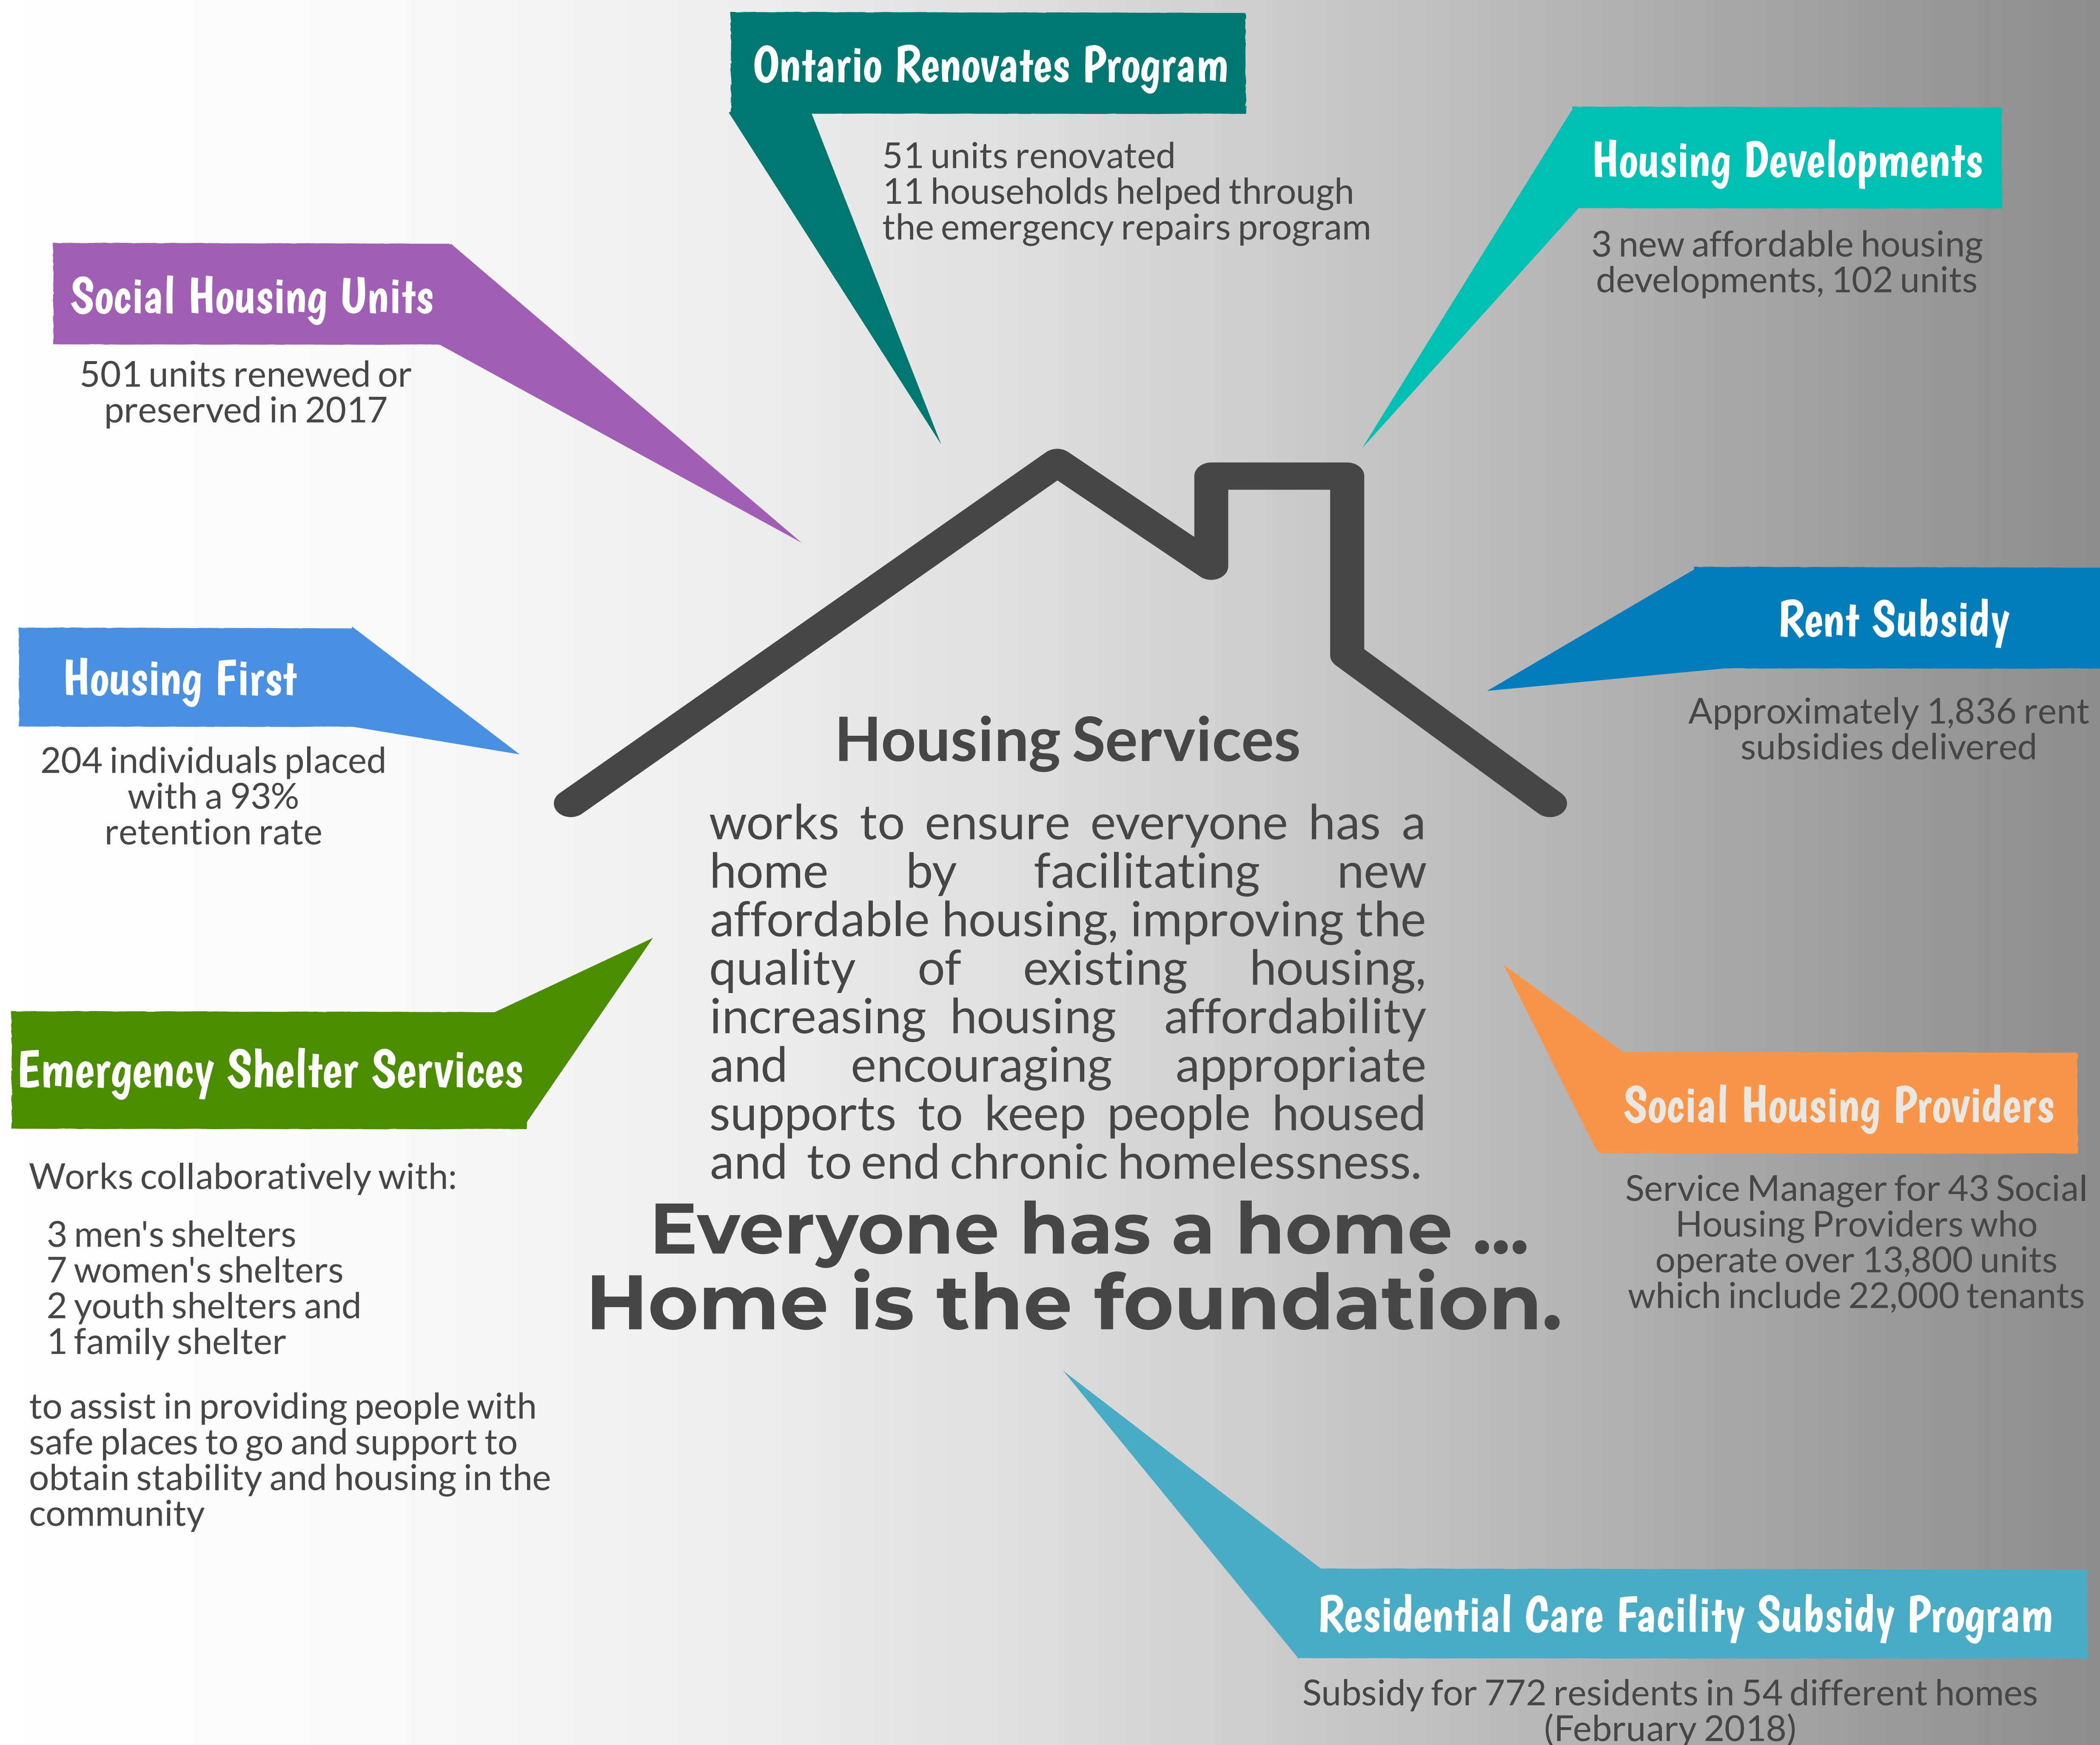 Ontario Renovates Program
51 units renovated
11 households helped through
the emergency repairs program
Housing Developments
3 new affordable housing
developments, 102 units
Social Housing Units
501 units renewed or
preserved in 2017
Rent Subsidy
Approximately 1,836 rent
subsidies delivered
Housing First
204 individuals placed
with a 93%
retention rate
Housing Services
works to ensure everyone has a
home by facilitating new
affordable housing, improving the
quality of existing housing,
increasing housing affordability
and encouraging appropriate
supports to keep people housed
and to end chronic homelessness.
Everyone has a home ...
Home is the foundation.
Emergency Shelter Services
Works collaboratively with:
3 men's shelters
7 women's shelters
2 youth shelters and
1 family shelter
to assist in providing people with
safe places to go and support to
obtain stability and housing in the
community
Social Housing Providers
Service Manager for 43 Social
Housing Providers who
operate over 13,800 units
which include 22,000 tenants
Residential Care Facility Subsidy Program
Subsidy for 772 residents in 54 different homes
(February 2018)